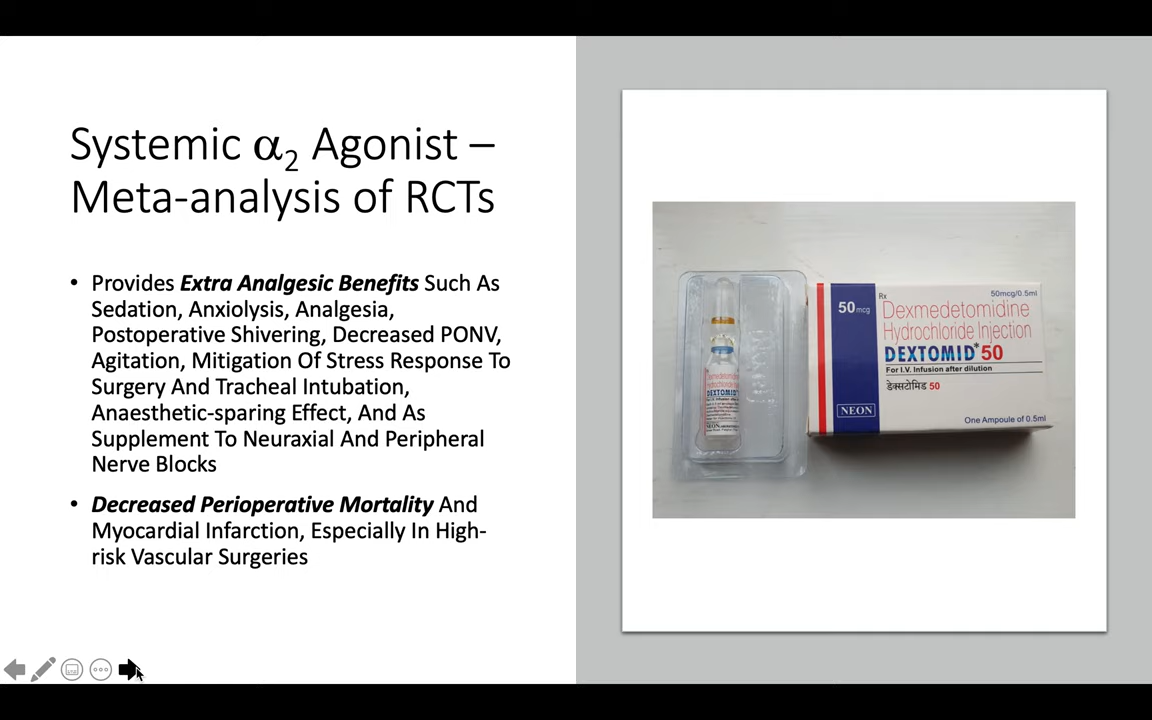 Systemic α₂ Agonist –
Meta-analysis of RCTs
• Provides Extra Analgesic Benefits Such As
Sedation, Anxiolysis, Analgesia,
Postoperative Shivering, Decreased PONV,
Agitation, Mitigation Of Stress Response To
Surgery And Tracheal Intubation,
Anaesthetic-sparing Effect, And As
Supplement To Neuraxial And Peripheral
Nerve Blocks
• Decreased Perioperative Mortality And
Myocardial Infarction, Especially In High-
risk Vascular Surgeries
50 mcg
Rx
50mcg/0.5ml
Dexmedetomidine
Hydrochloride Injection
DEXTOMID* 50
For I.V. Infusion after dilution
डेक्सटोमिड 50
NEON
One Ampoule of 0.5ml
Dexmedetomidine
DEXTOMID
NEON